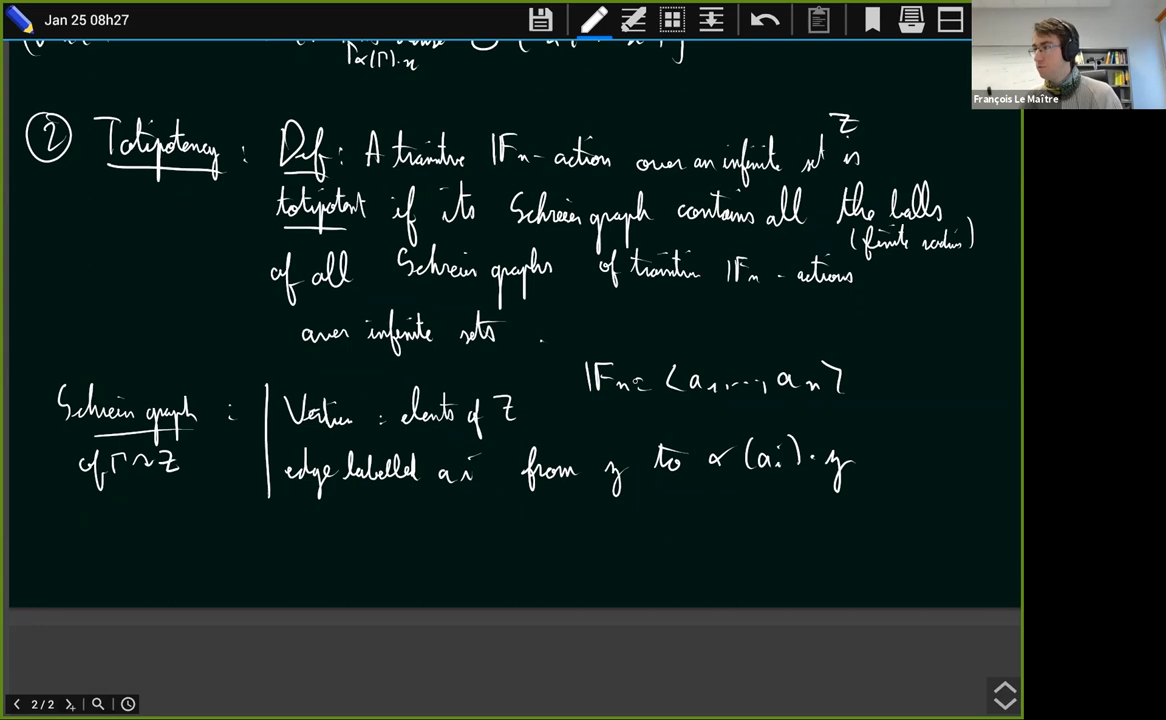 Jan 25 08h27
François Le Maître
Γ_α(Γ)·x
② Totipotency : Def : A transitive 𝔽n-action over an infinite set Z is
totipotent if its Schreier graph contains all the balls
(finite radius)
of all Schreier graphs of transitive 𝔽n-actions
over infinite sets.
𝔽n = ⟨a1, ..., an⟩
Schreier graph :
of Γ ↷ Z
Vertices : elements of Z
edge labelled ai from z to α(ai)·z
2/2